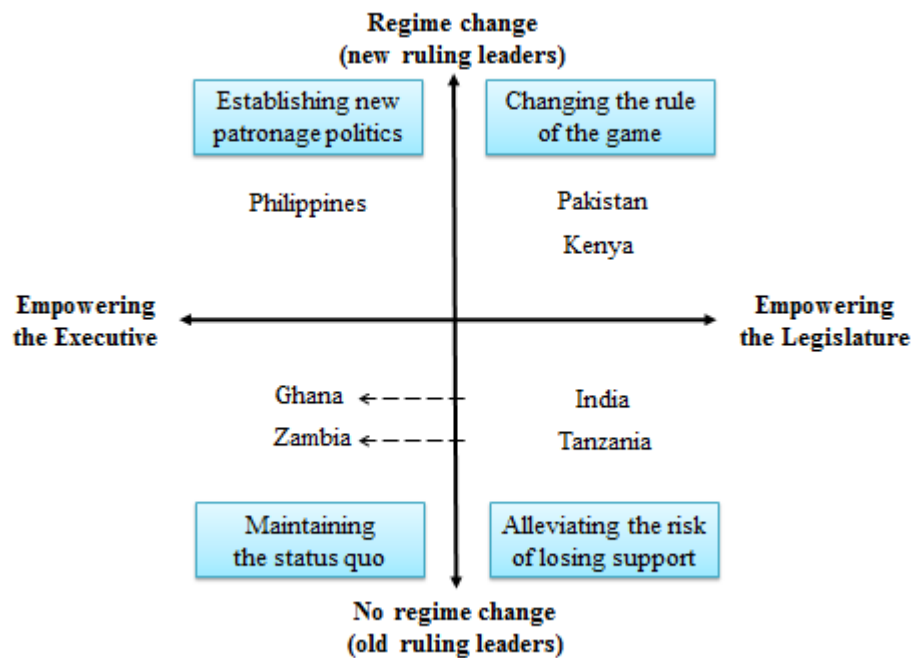 Regime change
(new ruling leaders)
Establishing new
patronage politics
Changing the rule
of the game
Philippines
Pakistan
Kenya
Empowering
the Executive
Empowering
the Legislature
Ghana
Zambia
India
Tanzania
Maintaining
the status quo
Alleviating the risk
of losing support
No regime change
(old ruling leaders)